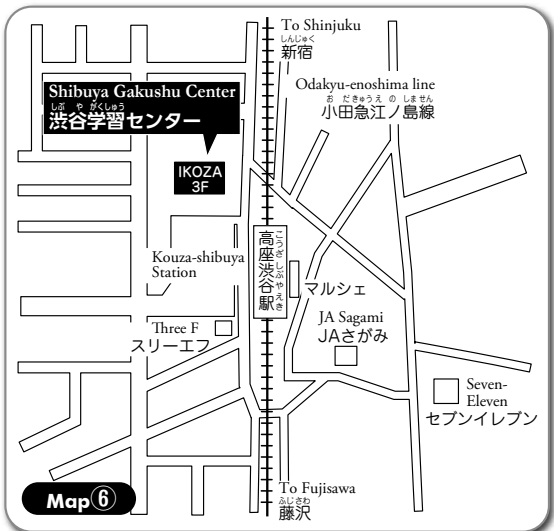 To Shinjuku
しんじゅく
新宿
Odakyu-enoshima line
おだきゅうえのしません
小田急江ノ島線
Shibuya Gakushu Center
しぶやがくしゅう
渋谷学習センター
IKOZA
3F
Kouza-shibuya
Station
こうざしぶやえき
高座渋谷駅
マルシェ
Three F
スリーエフ
JA Sagami
JAさがみ
Seven-
Eleven
セブンイレブン
To Fujisawa
ふじさわ
藤沢
Map⑥